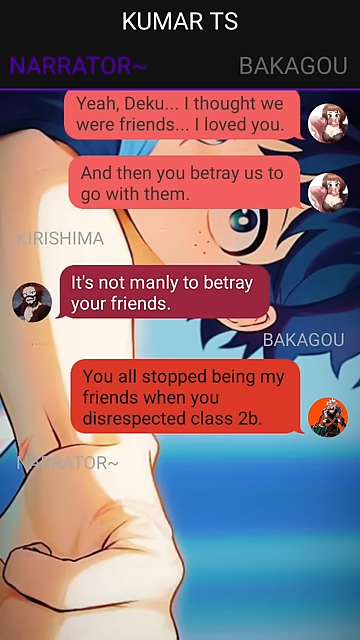 KUMAR TS
NARRATOR~ BAKAGOU
Yeah, Deku... I thought we
were friends... I loved you.
And then you betray us to
go with them.
KIRISHIMA
It's not manly to betray
your friends.
BAKAGOU
You all stopped being my
friends when you
disrespected class 2b.
NARRATOR~